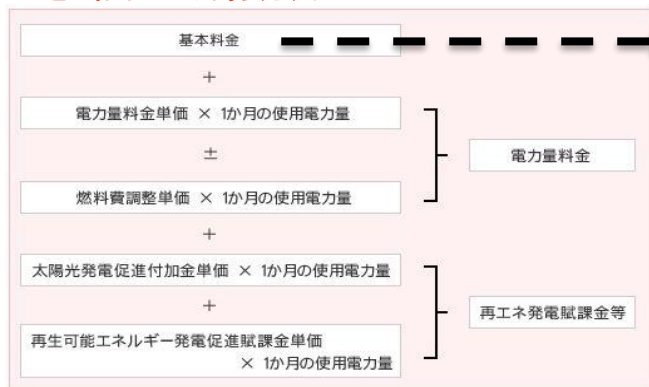 基本料金
+
電力量料金単価 × 1か月の使用電力量
±
電力量料金
燃料費調整単価 × 1か月の使用電力量
+
太陽光発電促進付加金単価 × 1か月の使用電力量
+
再エネ発電賦課金等
再生可能エネルギー発電促進賦課金単価
× 1か月の使用電力量